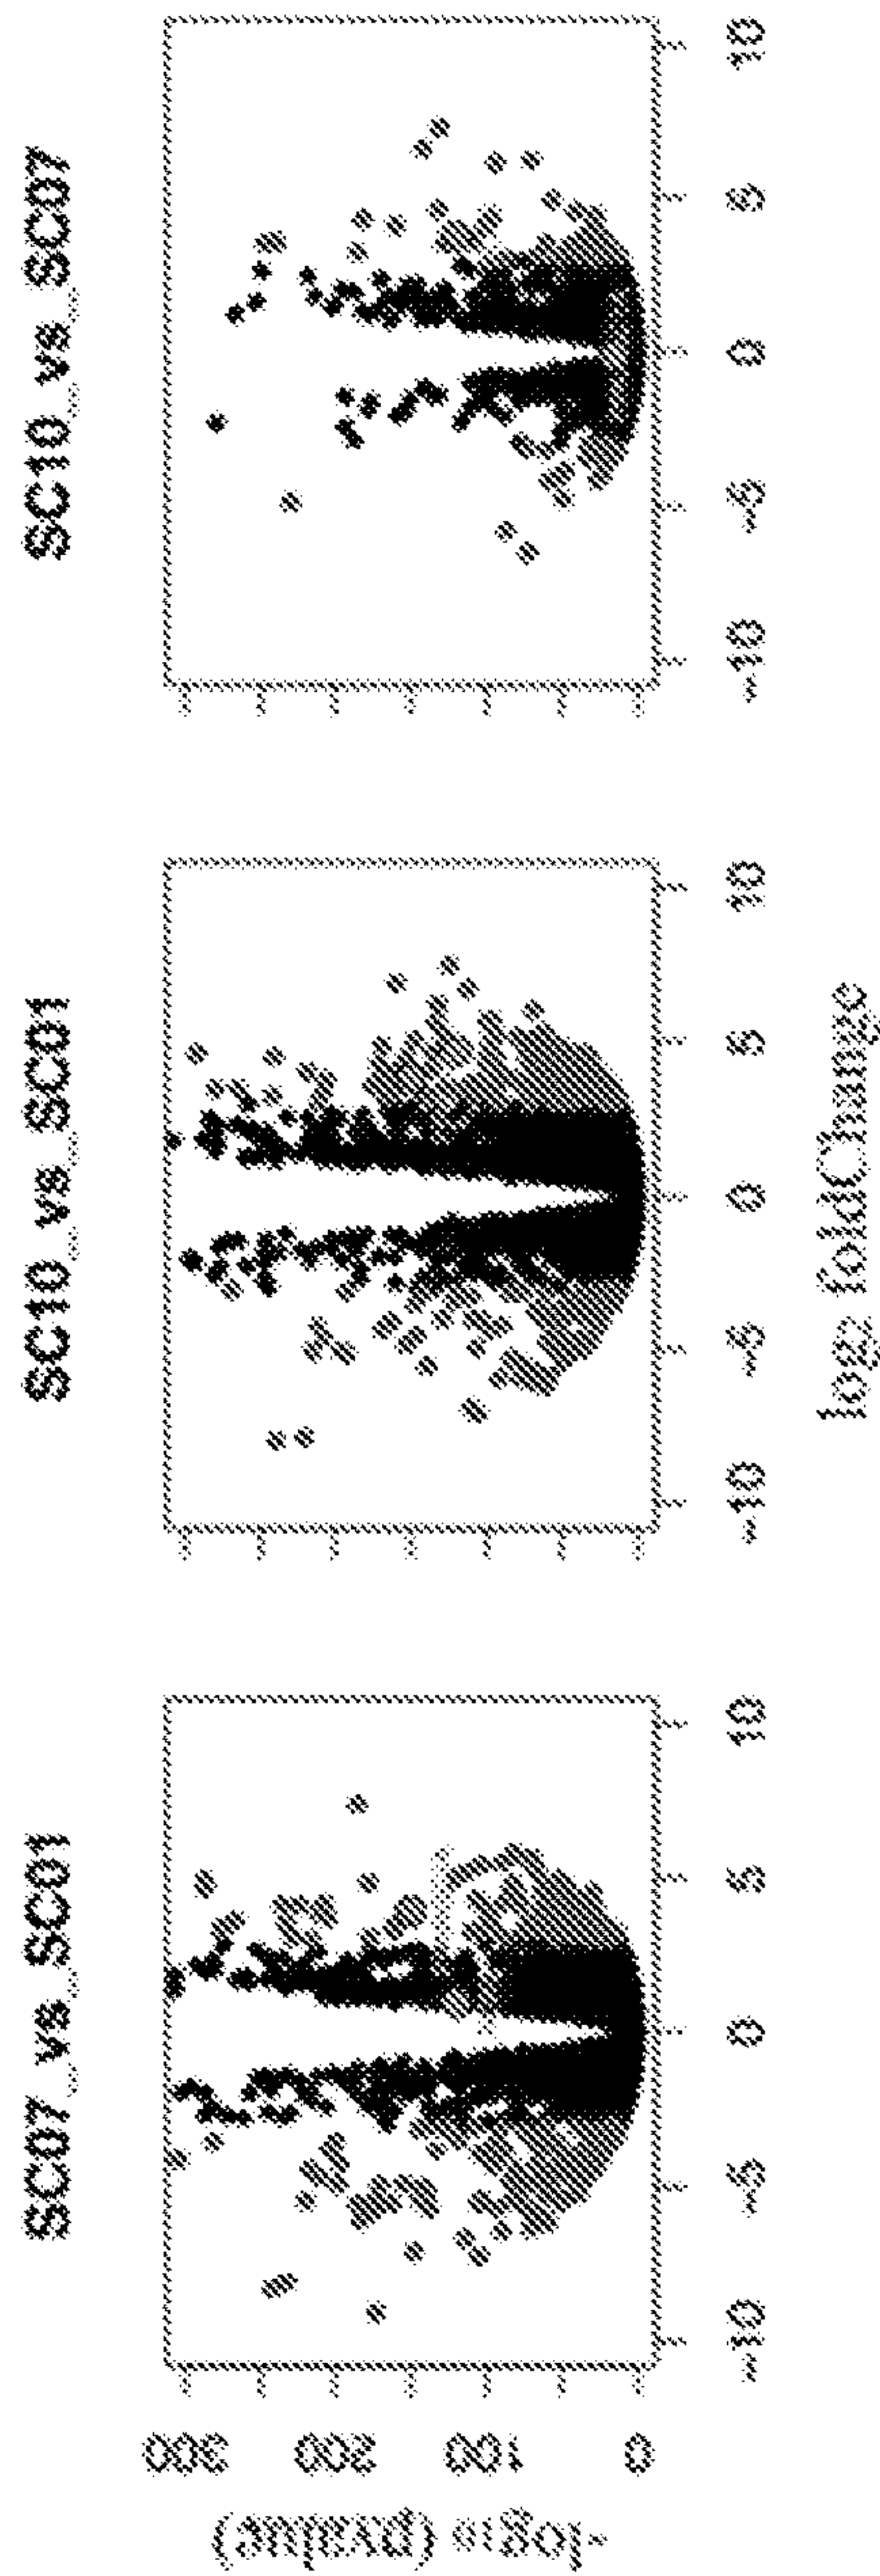 SC07_vs_SC01
SC10_vs_SC01
SC10_vs_SC07
-log₁₀ (pvalue)
300
200
100
0
-10 -5 0 5 10
-10 -5 0 5 10
-10 -5 0 5 10
log₂ foldChange